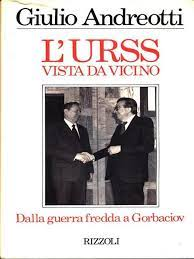 Giulio Andreotti
L'URSS
VISTA DA VICINO
Dalla guerra fredda a Gorbaciov
RIZZOLI